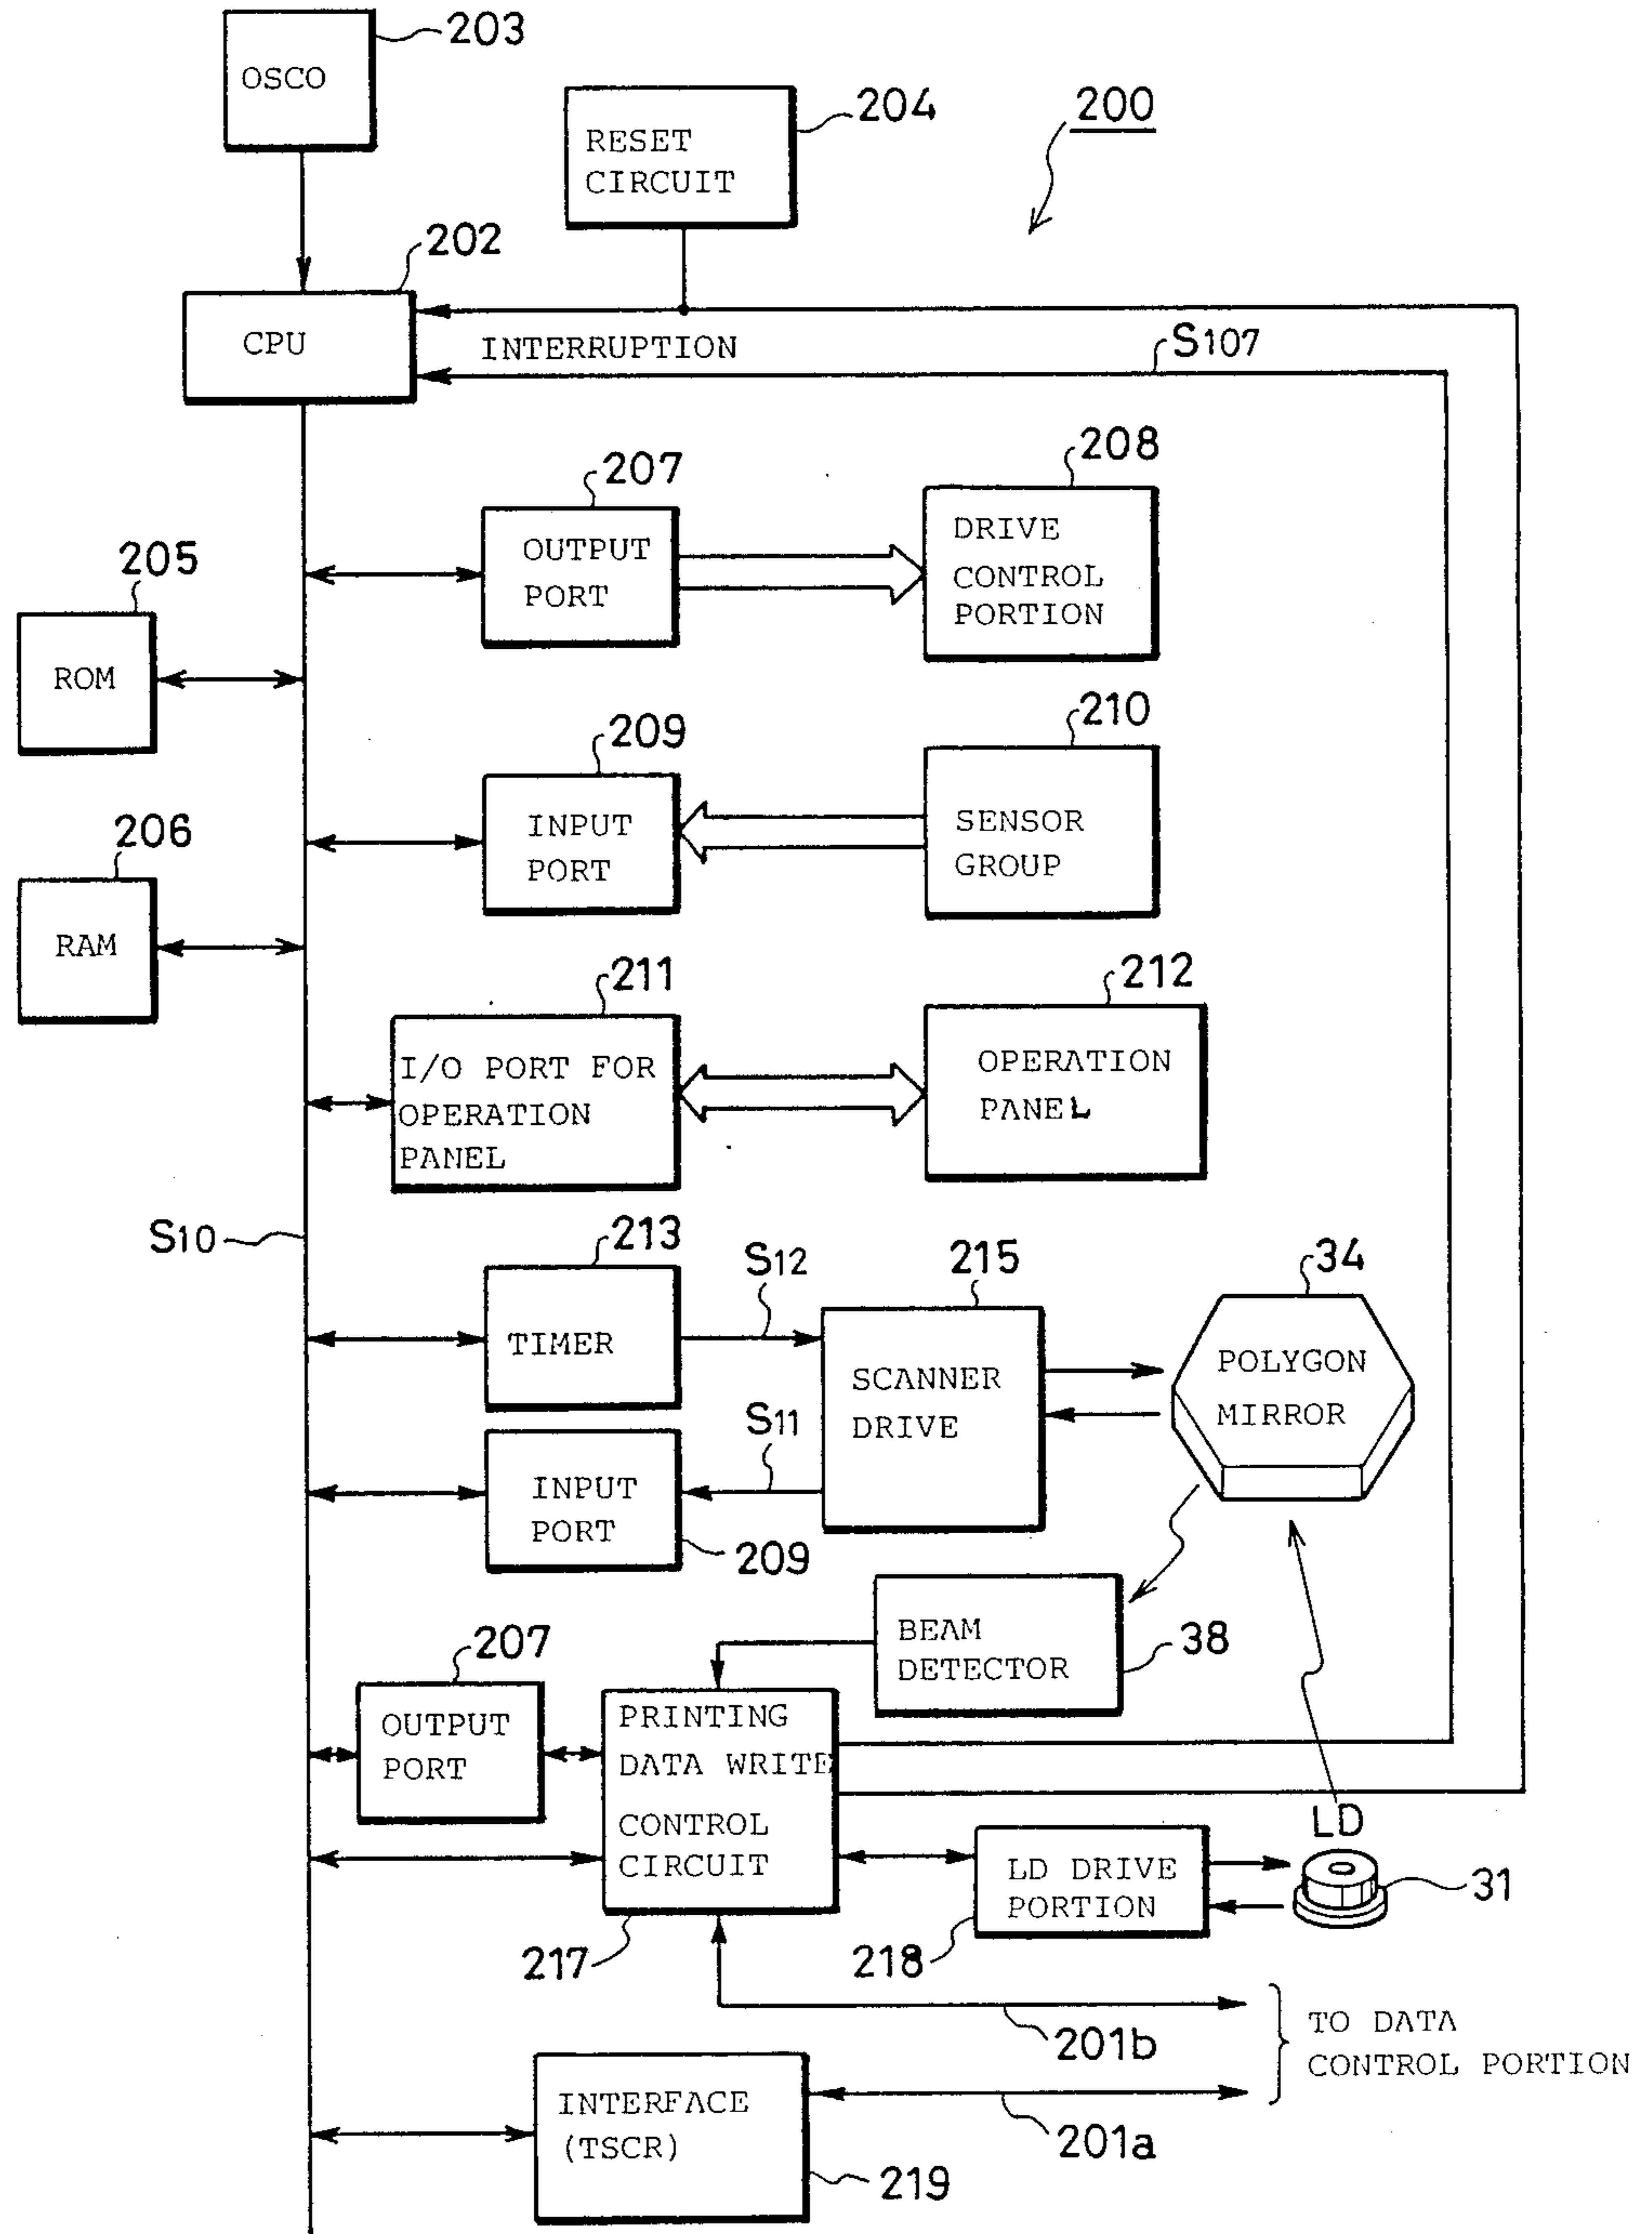 203
OSCO
204
RESET
CIRCUIT
200
202
CPU
INTERRUPTION
S107
207
OUTPUT
PORT
208
DRIVE
CONTROL
PORTION
205
ROM
209
INPUT
PORT
210
SENSOR
GROUP
206
RAM
211
I/O PORT FOR
OPERATION
PANEL
212
OPERATION
PANEL
S10
213
TIMER
S12
215
SCANNER
DRIVE
34
POLYGON
MIRROR
S11
INPUT
PORT
209
BEAM
DETECTOR
38
207
OUTPUT
PORT
PRINTING
DATA WRITE
CONTROL
CIRCUIT
217
LD DRIVE
PORTION
218
LD
31
201b
TO DATA
CONTROL PORTION
201a
INTERFACE
(TSCR)
219